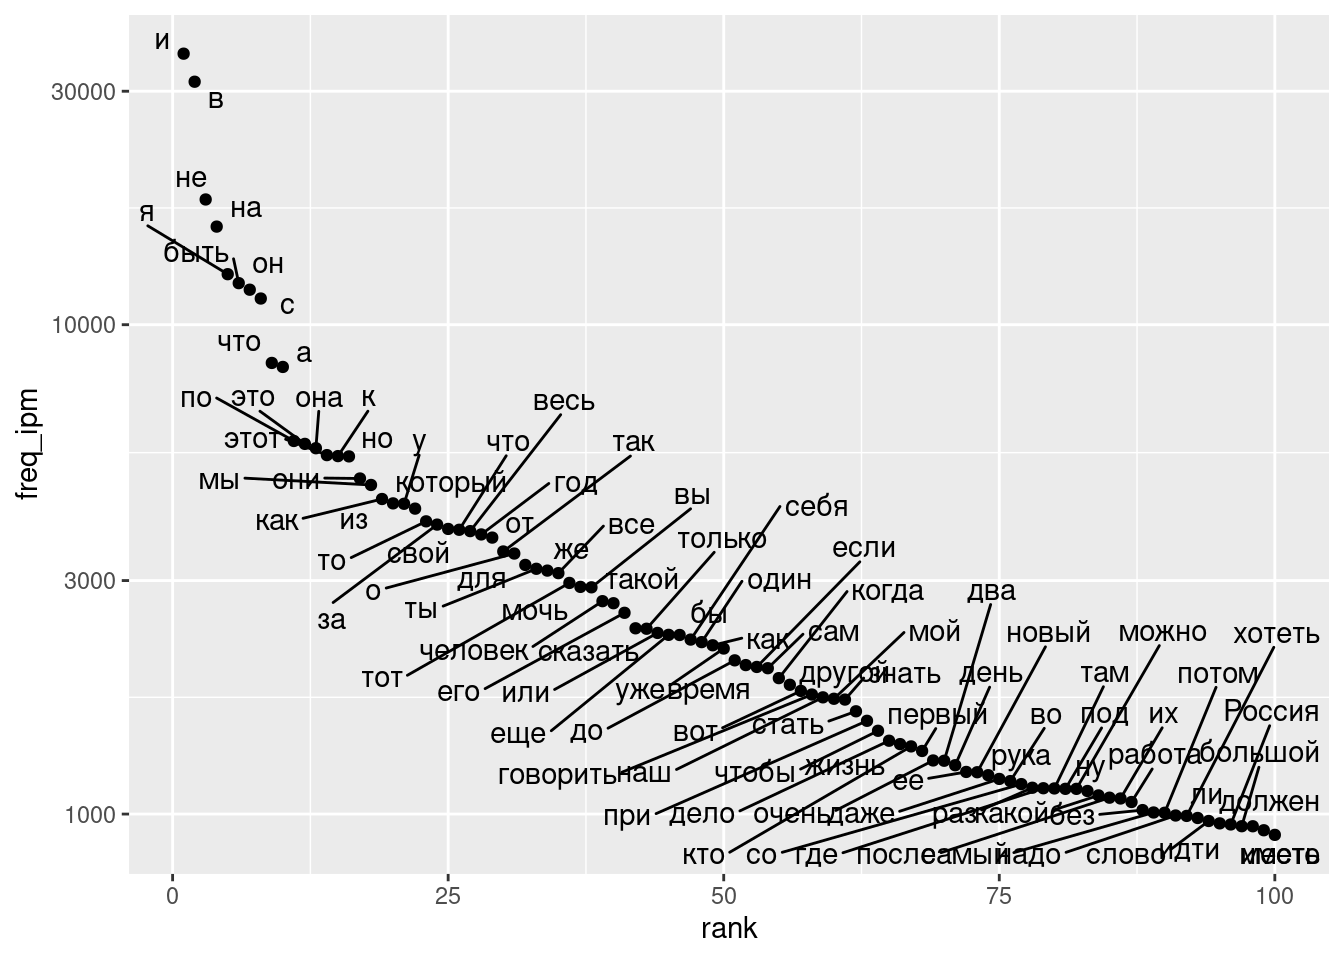 и
30000
в
не
на
я
быть
он
с
10000
что
а
по
это
она
к
весь
этот
но
у
что
так
мы
они
который
год
вы
себя
как
из
от
все
только
то
свой
же
если
3000
о
для
такой
один
когда
два
за
ты
мочь
бы
человек
сказать
как
сам
мой
новый
можно
хотеть
тот
его
или
уже
время
другой
знать
день
там
потом
еще
до
вот
стать
первый
во
под
их
Россия
говорить
наш
чтобы
жизнь
ее
рука
ну
работа
большой
1000
при
дело
очень
даже
раз
какой
без
ли
должен
кто
со
где
после
самый
надо
слово
идти
место
0
25
50
75
100
rank
freq_ipm